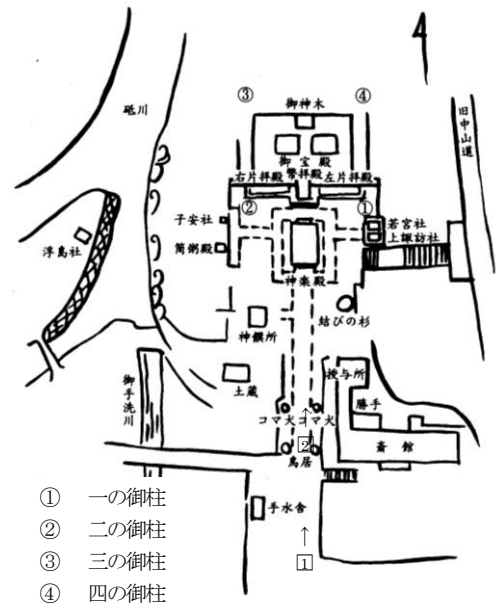 ③
④
御神木
砥川
旧中山道
御宝殿
幣拝殿
右片拝殿
左片拝殿
②
①
子安社
若宮社
上諏訪社
筒粥殿
浮島社
神楽殿
結びの杉
神饌所
授与所
土蔵
御手洗川
勝手
コマ犬
コマ犬
↑
斎館
2
鳥居
手水舎
↑
1
① 一の御柱
② 二の御柱
③ 三の御柱
④ 四の御柱